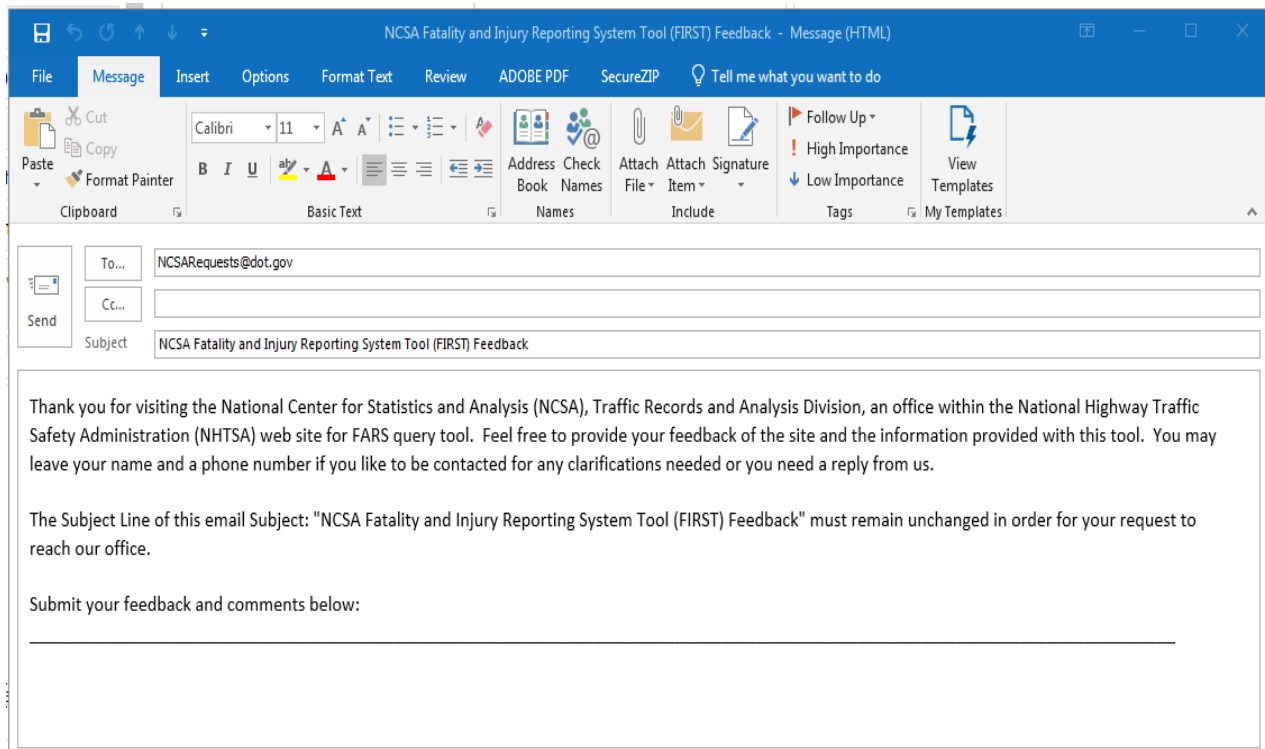 NCSA Fatality and Injury Reporting System Tool (FIRST) Feedback - Message (HTML)
File Message Insert Options Format Text Review ADOBE PDF SecureZIP Tell me what you want to do
Cut
Copy
Paste
Format Painter
Clipboard
Calibri 11
B I U
Basic Text
Address Book
Check Names
Names
Attach File
Attach Item
Signature
Include
Follow Up
High Importance
Low Importance
Tags
View Templates
My Templates
Send
To... NCSARequests@dot.gov
Cc...
Subject NCSA Fatality and Injury Reporting System Tool (FIRST) Feedback
Thank you for visiting the National Center for Statistics and Analysis (NCSA), Traffic Records and Analysis Division, an office within the National Highway Traffic
Safety Administration (NHTSA) web site for FARS query tool.  Feel free to provide your feedback of the site and the information provided with this tool.  You may
leave your name and a phone number if you like to be contacted for any clarifications needed or you need a reply from us.
The Subject Line of this email Subject: "NCSA Fatality and Injury Reporting System Tool (FIRST) Feedback" must remain unchanged in order for your request to
reach our office.
Submit your feedback and comments below: